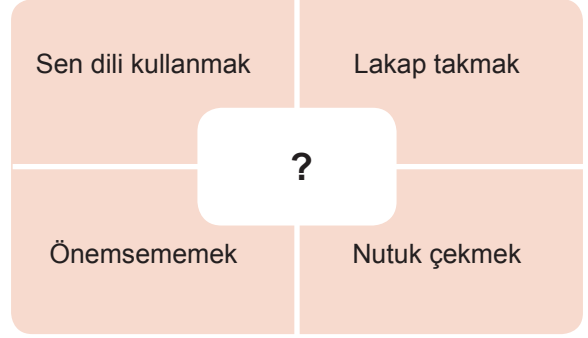 Sen dili kullanmak
Lakap takmak
?
Önemsememek
Nutuk çekmek